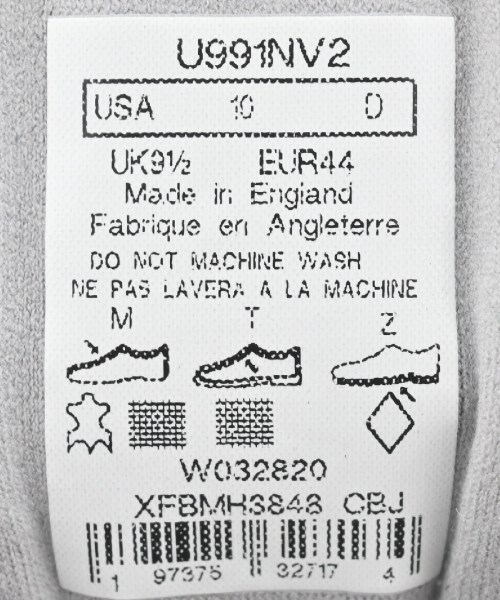 U991NV2
USA 10 D
UK9½ EUR44
Made in England
Fabrique en Angleterre
DO NOT MACHINE WASH
NE PAS LAVERA A LA MACHINE
M T Z
W032820
XFBMH3848 CBJ
1 97375 32717 4